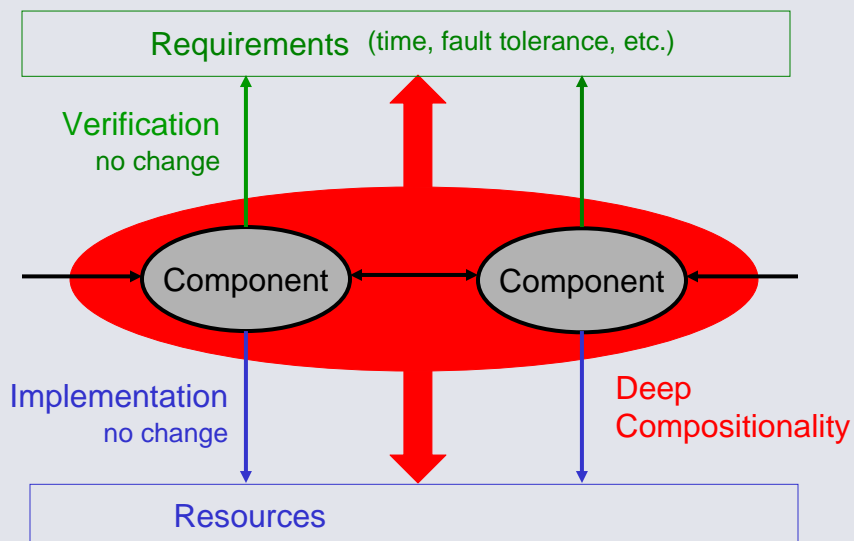 Requirements (time, fault tolerance, etc.)
Verification
no change
Component
Component
Implementation
no change
Deep
Compositionality
Resources